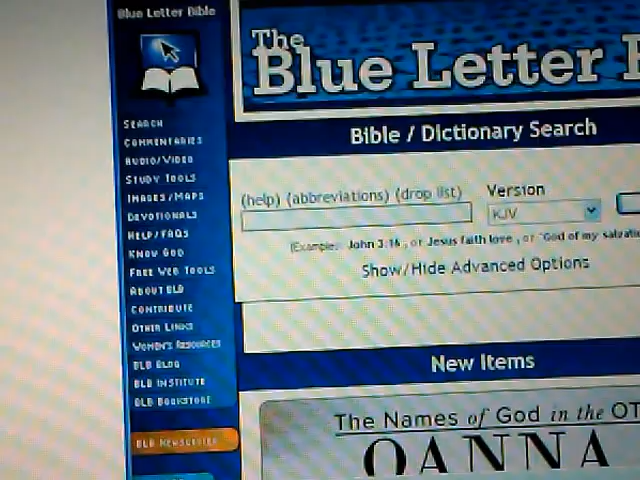 Blue Letter Bible
The
Blue Letter
SEARCH
COMMENTARIES
AUDIO/VIDEO
STUDY TOOLS
IMAGES/MAPS
DEVOTIONALS
HELP/FAQS
KNOW GOD
FREE WEB TOOLS
ABOUT BLB
CONTRIBUTE
OTHER LINKS
WOMEN'S RESOURCES
BLB BLOG
BLB INSTITUTE
BLB BOOKSTORE
BLB NEWSLETTER
Bible / Dictionary Search
(help) (abbreviations) (drop list) Version
KJV
(Example: John 3:16, or Jesus faith love, or "God of my salvatio
Show/Hide Advanced Options
New Items
The Names of God in the OT
QANNA